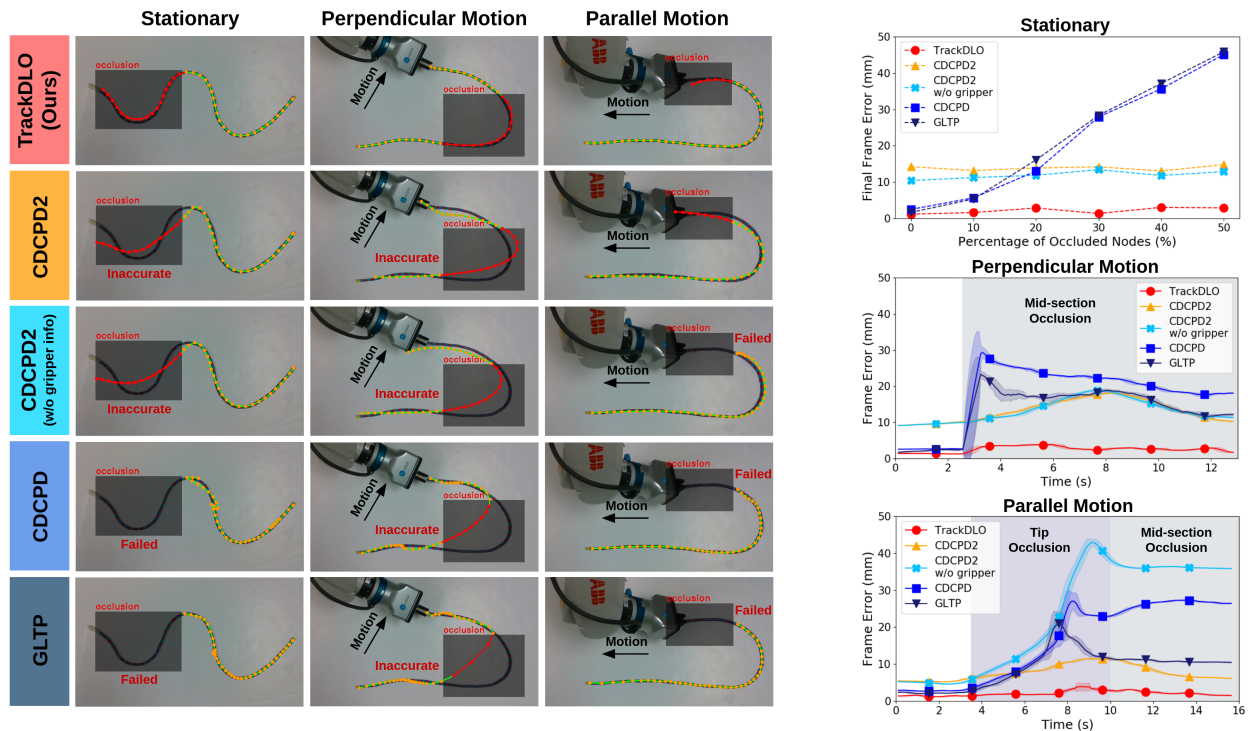 Stationary
Perpendicular Motion
Parallel Motion
TrackDLO
(Ours)
occlusion
Motion
occlusion
occlusion
Motion
ABB
CDCPD2
occlusion
Inaccurate
Motion
occlusion
Inaccurate
occlusion
Motion
ABB
CDCPD2
(w/o gripper info)
occlusion
Inaccurate
Motion
occlusion
Inaccurate
occlusion
Failed
Motion
ABB
CDCPD
occlusion
Failed
Motion
occlusion
Inaccurate
occlusion
Failed
Motion
ABB
GLTP
occlusion
Failed
Motion
occlusion
Inaccurate
occlusion
Failed
Motion
ABB
Stationary
Final Frame Error (mm)
50
40
30
20
10
0
TrackDLO
CDCPD2
CDCPD2
w/o gripper
CDCPD
GLTP
0 10 20 30 40 50
Percentage of Occluded Nodes (%)
Perpendicular Motion
Frame Error (mm)
50
40
30
20
10
0
Mid-section
Occlusion
TrackDLO
CDCPD2
CDCPD2
w/o gripper
CDCPD
GLTP
0 2 4 6 8 10 12
Time (s)
Parallel Motion
Frame Error (mm)
50
40
30
20
10
0
TrackDLO
CDCPD2
CDCPD2
w/o gripper
CDCPD
GLTP
Tip
Occlusion
Mid-section
Occlusion
0 2 4 6 8 10 12 14 16
Time (s)